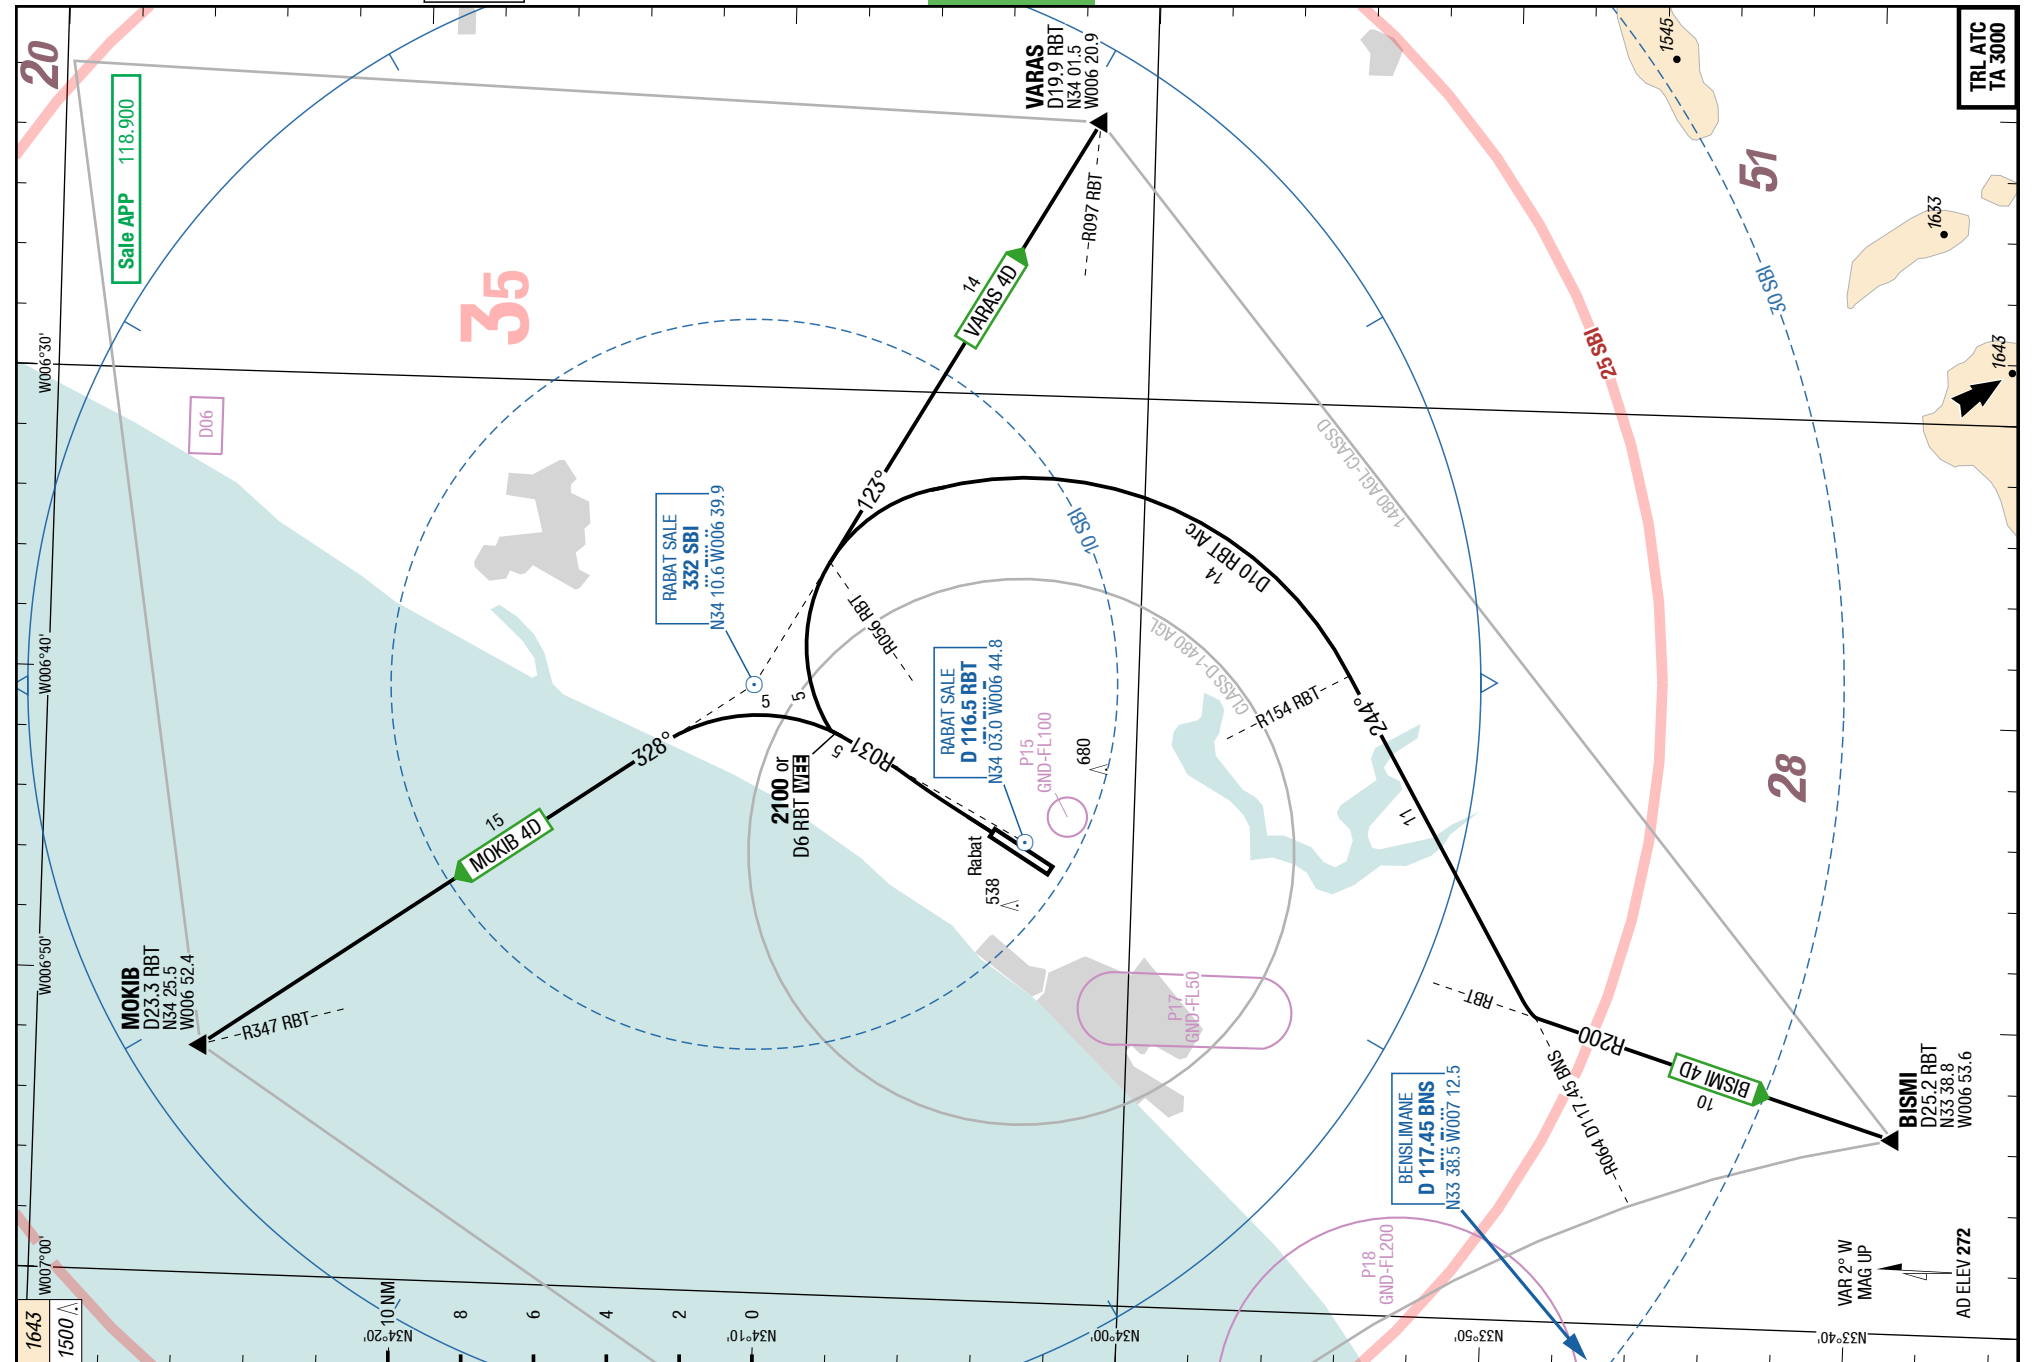 20
Sale APP 118.900
35
VARAS
D19.9 RBT
N34 01.5
W006 20.9
R097 RBT
14
VARAS 4D
123°
1545
51
TRL ATC
TA 3000
1633
1643
30 SBI
25 SBI
W006°30'
D06
RABAT SALE
332 SBI
N34 10.6 W006 39.9
10 SBI
1480 AGL-CLASS D
D10 RBT Arc
14
R056 RBT
CLASS D-1480 AGL
R154 RBT
244°
11
W006°40'
5
5
5
R031
328°
15
MOKIB 4D
2100 or
D6 RBT WEE
RABAT SALE
D 116.5 RBT
N34 03.0 W006 44.8
P15
GND-FL100
680
Rabat
538
28
W006°50'
MOKIB
D23.3 RBT
N34 25.5
W006 52.4
R347 RBT
P17
GND-FL50
RBT
R200
BISMI 4D
10
R064 D117.45 BNS
BENSLIMANE
D 117.45 BNS
N33 38.5 W007 12.5
BISMI
D25.2 RBT
N33 38.8
W006 53.6
P18
GND-FL200
VAR 2° W
MAG UP
AD ELEV 272
W007°00'
1643
1500
10 NM
8
6
4
2
0
N34°20'
N34°10'
N34°00'
N33°50'
N33°40'